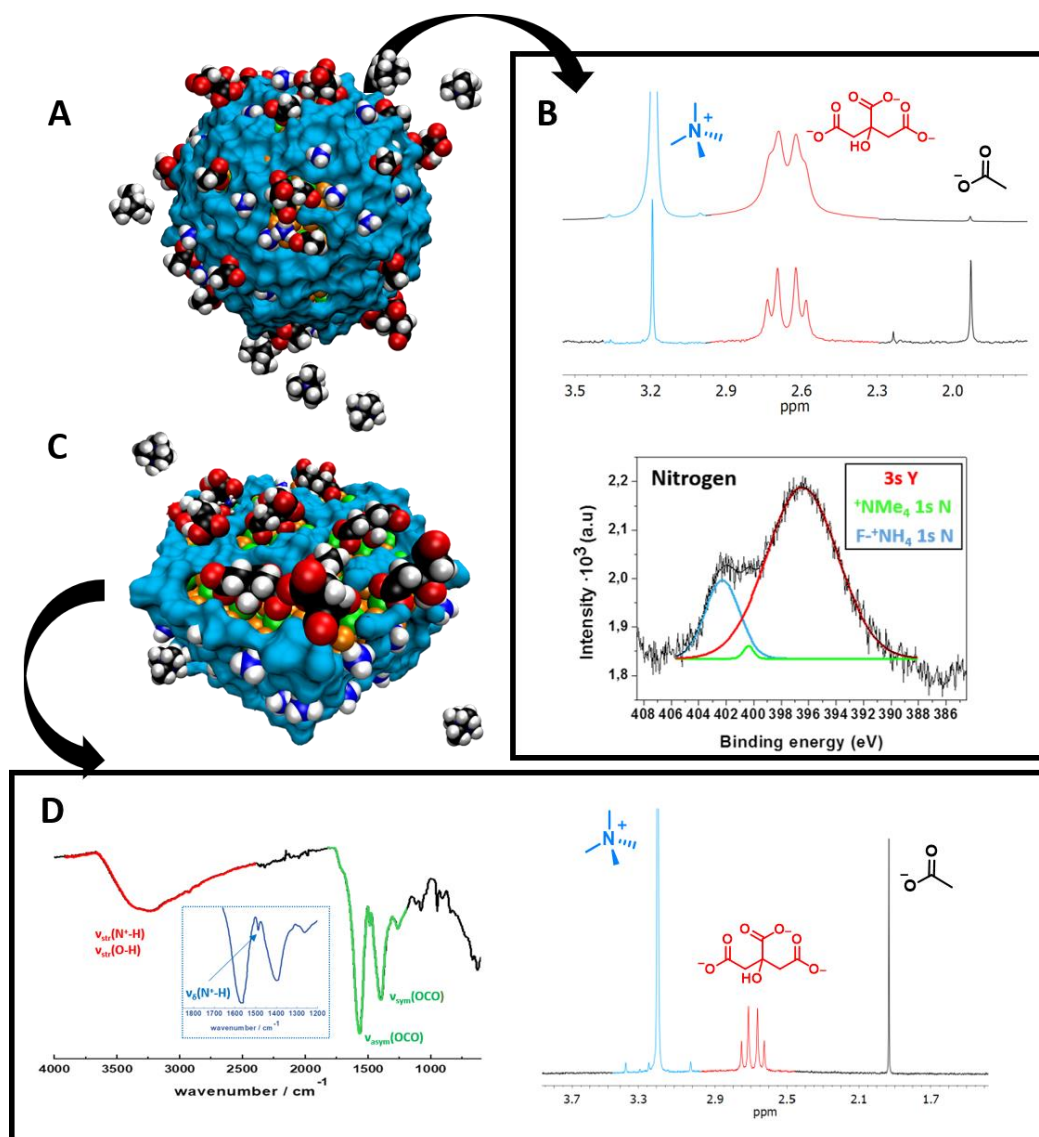 A
B
N
+
O
O-
O
-O
O-
HO
O
-O
3.5
3.2
2.9
2.6
2.3
2.0
ppm
C
Nitrogen
3s Y
+NMe4 1s N
F-+NH4 1s N
2,2
2,1
2,0
1,9
1,8
Intensity ·10³ (a.u)
408 406 404 402 400 398 396 394 392 390 388 386
Binding energy (eV)
D
νstr(N⁺-H)
νstr(O-H)
νδ(N⁺-H)
1800 1700 1600 1500 1400 1300 1200
wavenumber / cm⁻¹
νsym(OCO)
νasym(OCO)
4000 3500 3000 2500 2000 1500 1000
wavenumber / cm⁻¹
N
+
O
O-
O
-O
O-
HO
O
-O
3.7
3.3
2.9
2.5
2.1
1.7
ppm